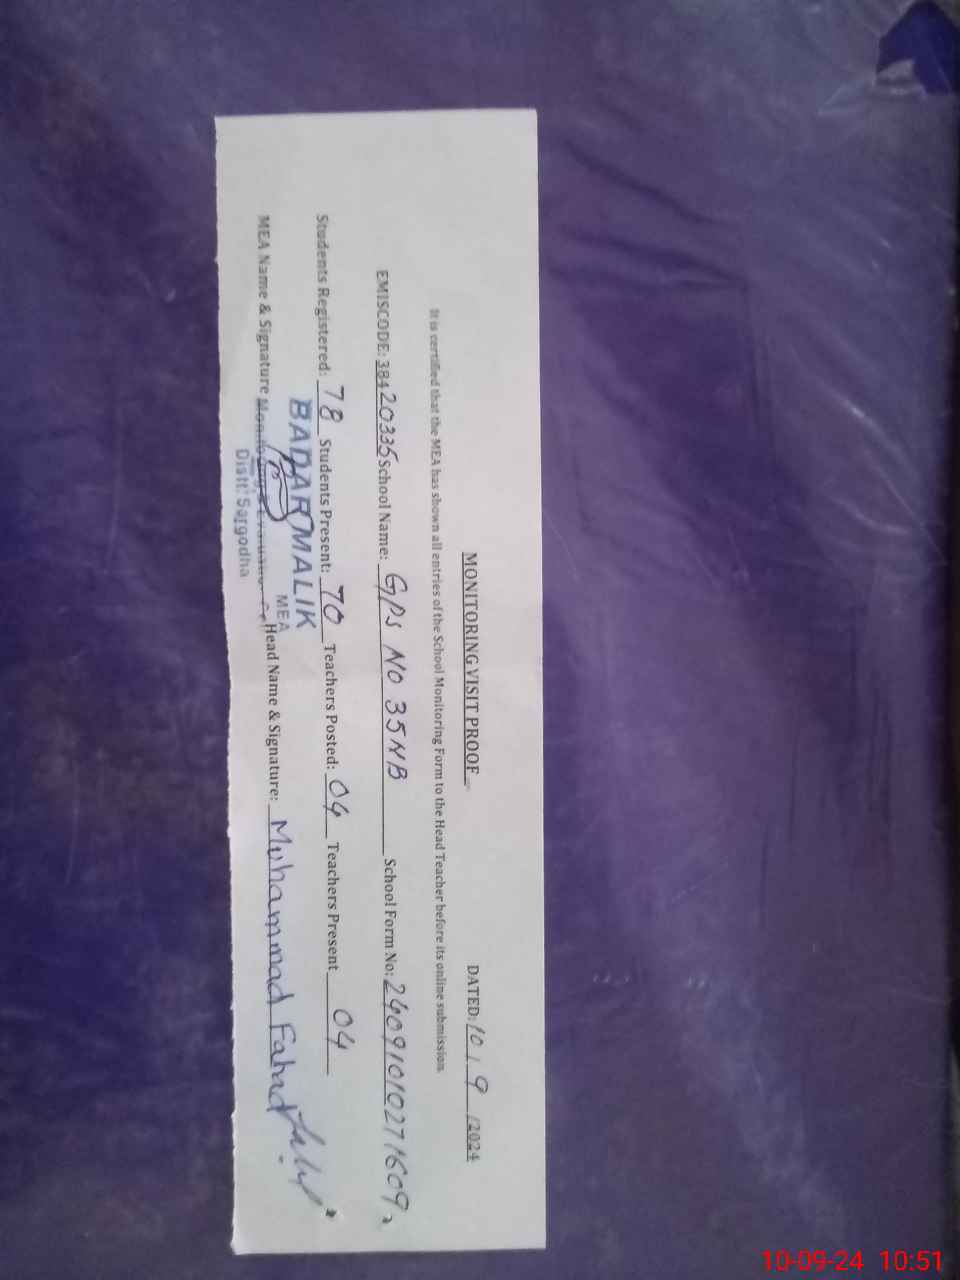 MONITORING VISIT PROOF
DATED: 10 / 9 /2024
It is certified that the MEA has shown all entries of the School Monitoring Form to the Head Teacher before its online submission.
EMISCODE: 38420335 School Name: GPS NO 35NB School Form No: 24091010271609
Students Registered: 78 Students Present: 70 Teachers Posted: 04 Teachers Present 04
BADAR MALIK
MEA
MEA Name & Signature Head Name & Signature: Muhammad Fahad
Distt: Sargodha
10-09-24 10:51